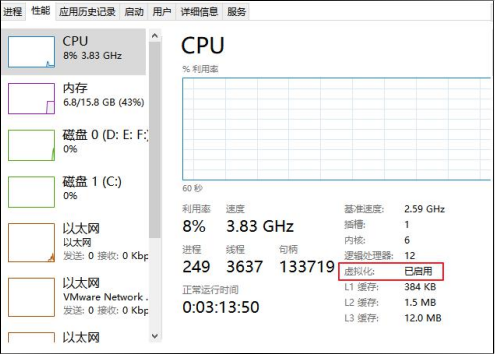 进程 性能 应用历史记录 启动 用户 详细信息 服务
CPU
8% 3.83 GHz
内存
6.8/15.8 GB (43%)
磁盘 0 (D: E: F:)
0%
磁盘 1 (C:)
0%
以太网
以太网
发送: 0 接收: 0 Kbp
以太网
VMware Network ...
发送: 0 接收: 0 Kbp
以太网
CPU
% 利用率
60 秒
利用率 速度
8% 3.83 GHz
进程 线程 句柄
249 3637 133719
正常运行时间
0:03:13:50
基准速度: 2.59 GHz
插槽: 1
内核: 6
逻辑处理器: 12
虚拟化: 已启用
L1 缓存: 384 KB
L2 缓存: 1.5 MB
L3 缓存: 12.0 MB